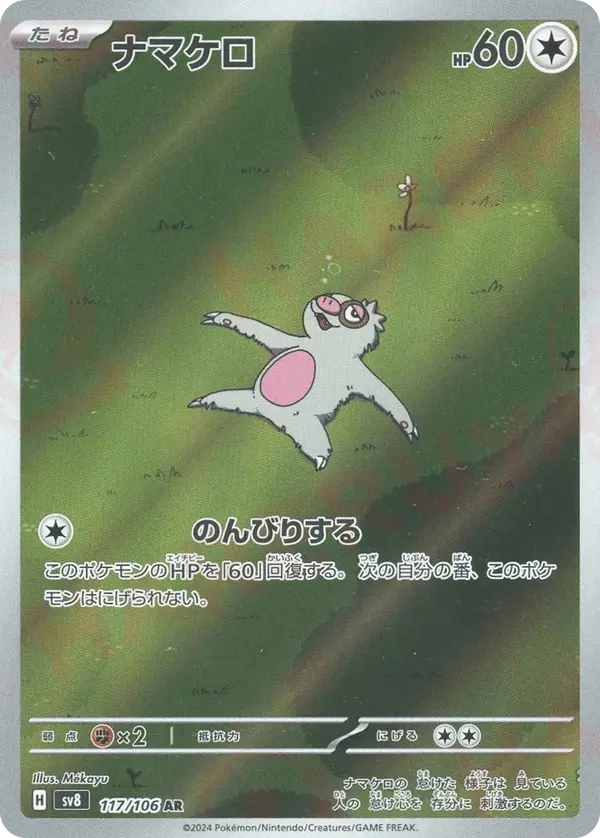 たね ナマケロ HP60
のんびりする
このポケモンのHPを「60」回復する。次の自分の番、このポケ
モンはにげられない。
弱点 ×2 抵抗力 にげる
Illus. Mékayu
H sv8 117/106 AR
ナマケロの 怠けた 様子は 見ている
人の 怠け心を 存分に 刺激するのだ。
©2024 Pokémon/Nintendo/Creatures/GAME FREAK.